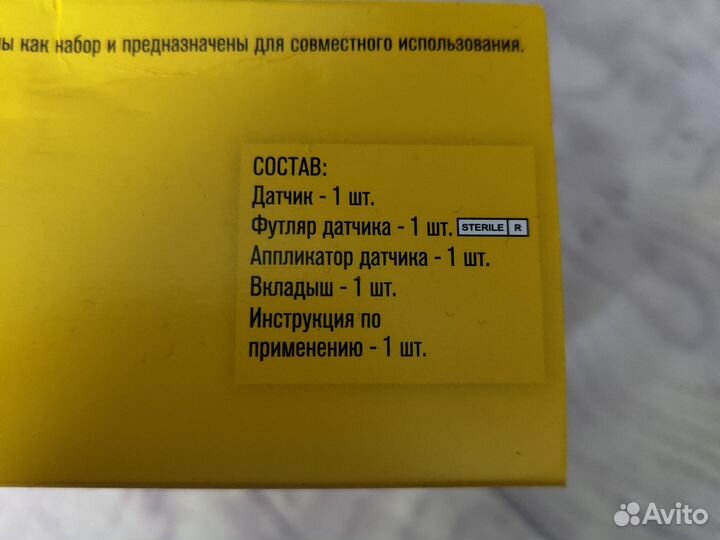 как набор и предназначены для совместного использования.
СОСТАВ:
Датчик - 1 шт.
Футляр датчика - 1 шт. STERILE R
Аппликатор датчика - 1 шт.
Вкладыш - 1 шт.
Инструкция по
применению - 1 шт.
Avito